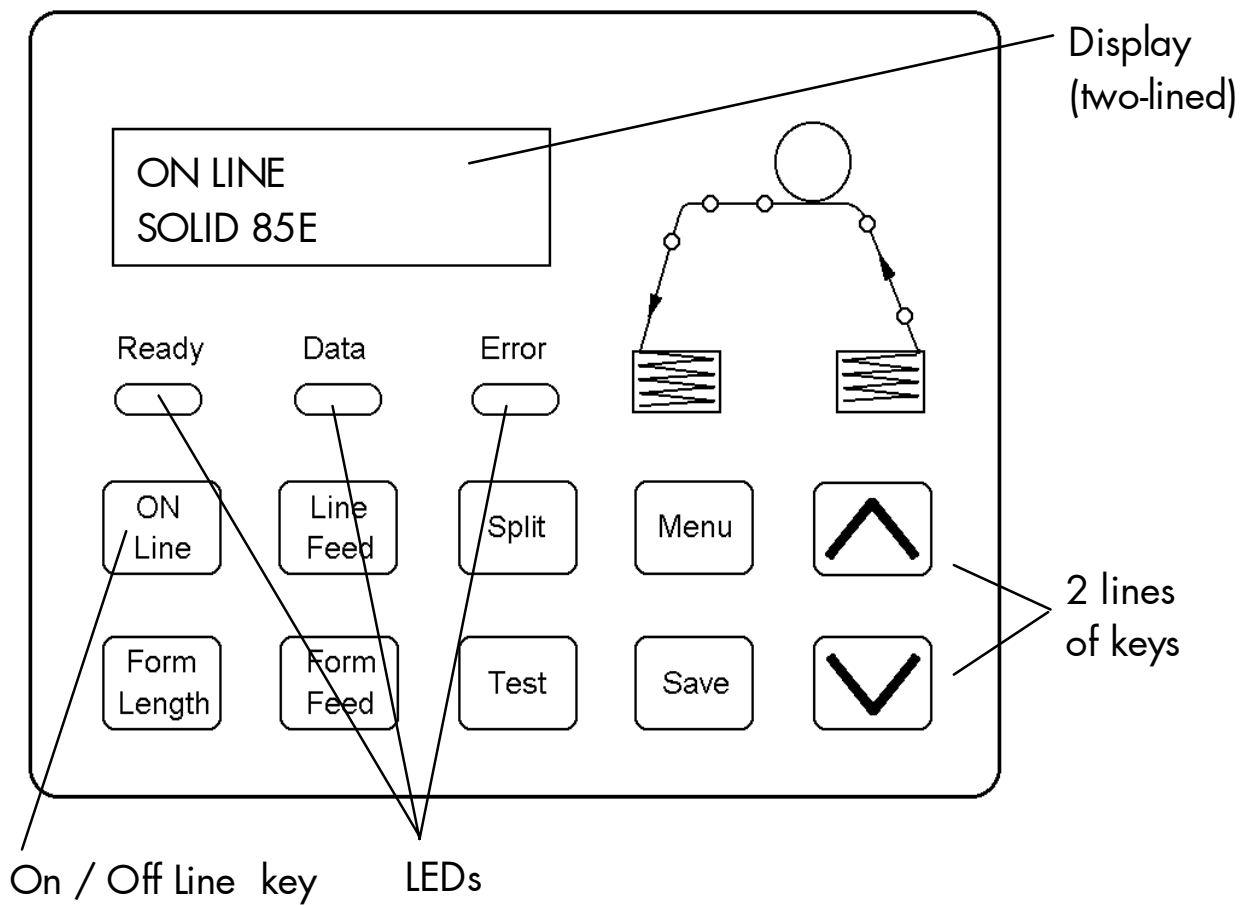 Display
(two-lined)
ON LINE
SOLID 85E
Ready
Data
Error
ON
Line
Line
Feed
Split
Menu
2 lines
of keys
Form
Length
Form
Feed
Test
Save
On / Off Line key
LEDs